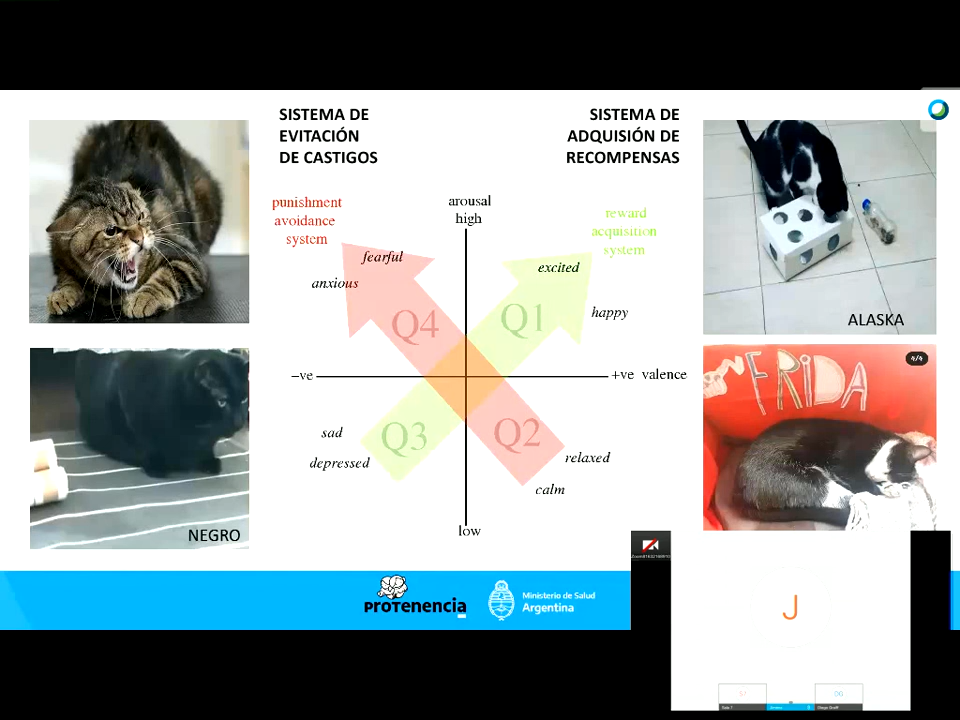 SISTEMA DE
EVITACIÓN
DE CASTIGOS
SISTEMA DE
ADQUISIÓN DE
RECOMPENSAS
punishment
avoidance
system
arousal
high
reward
acquisition
system
fearful
excited
anxious
happy
Q4
Q1
ALASKA
4/4
FRIDA
–ve
+ve valence
sad
Q3
Q2
depressed
relaxed
calm
low
NEGRO
PROTENENCIA
Ministerio de Salud
Argentina
J